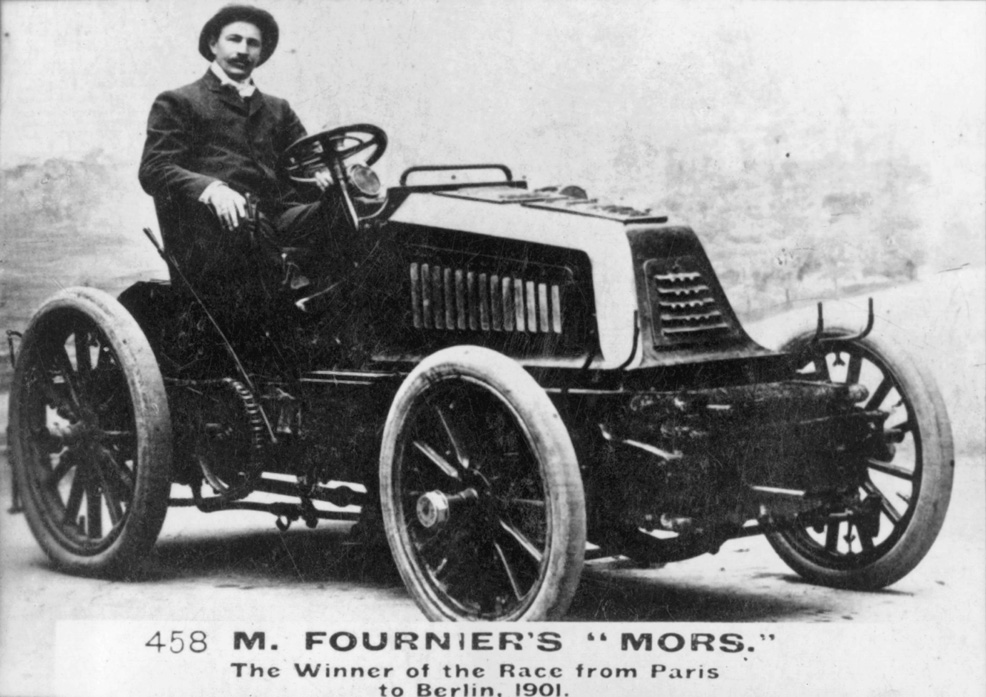 458 M. FOURNIER'S "MORS."
The Winner of the Race from Paris
to Berlin, 1901.